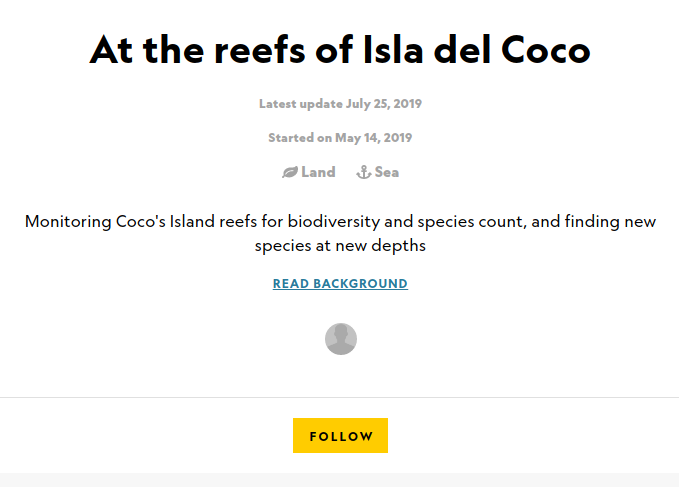 At the reefs of Isla del Coco
Latest update July 25, 2019
Started on May 14, 2019
Land Sea
Monitoring Coco's Island reefs for biodiversity and species count, and finding new
species at new depths
READ BACKGROUND
FOLLOW